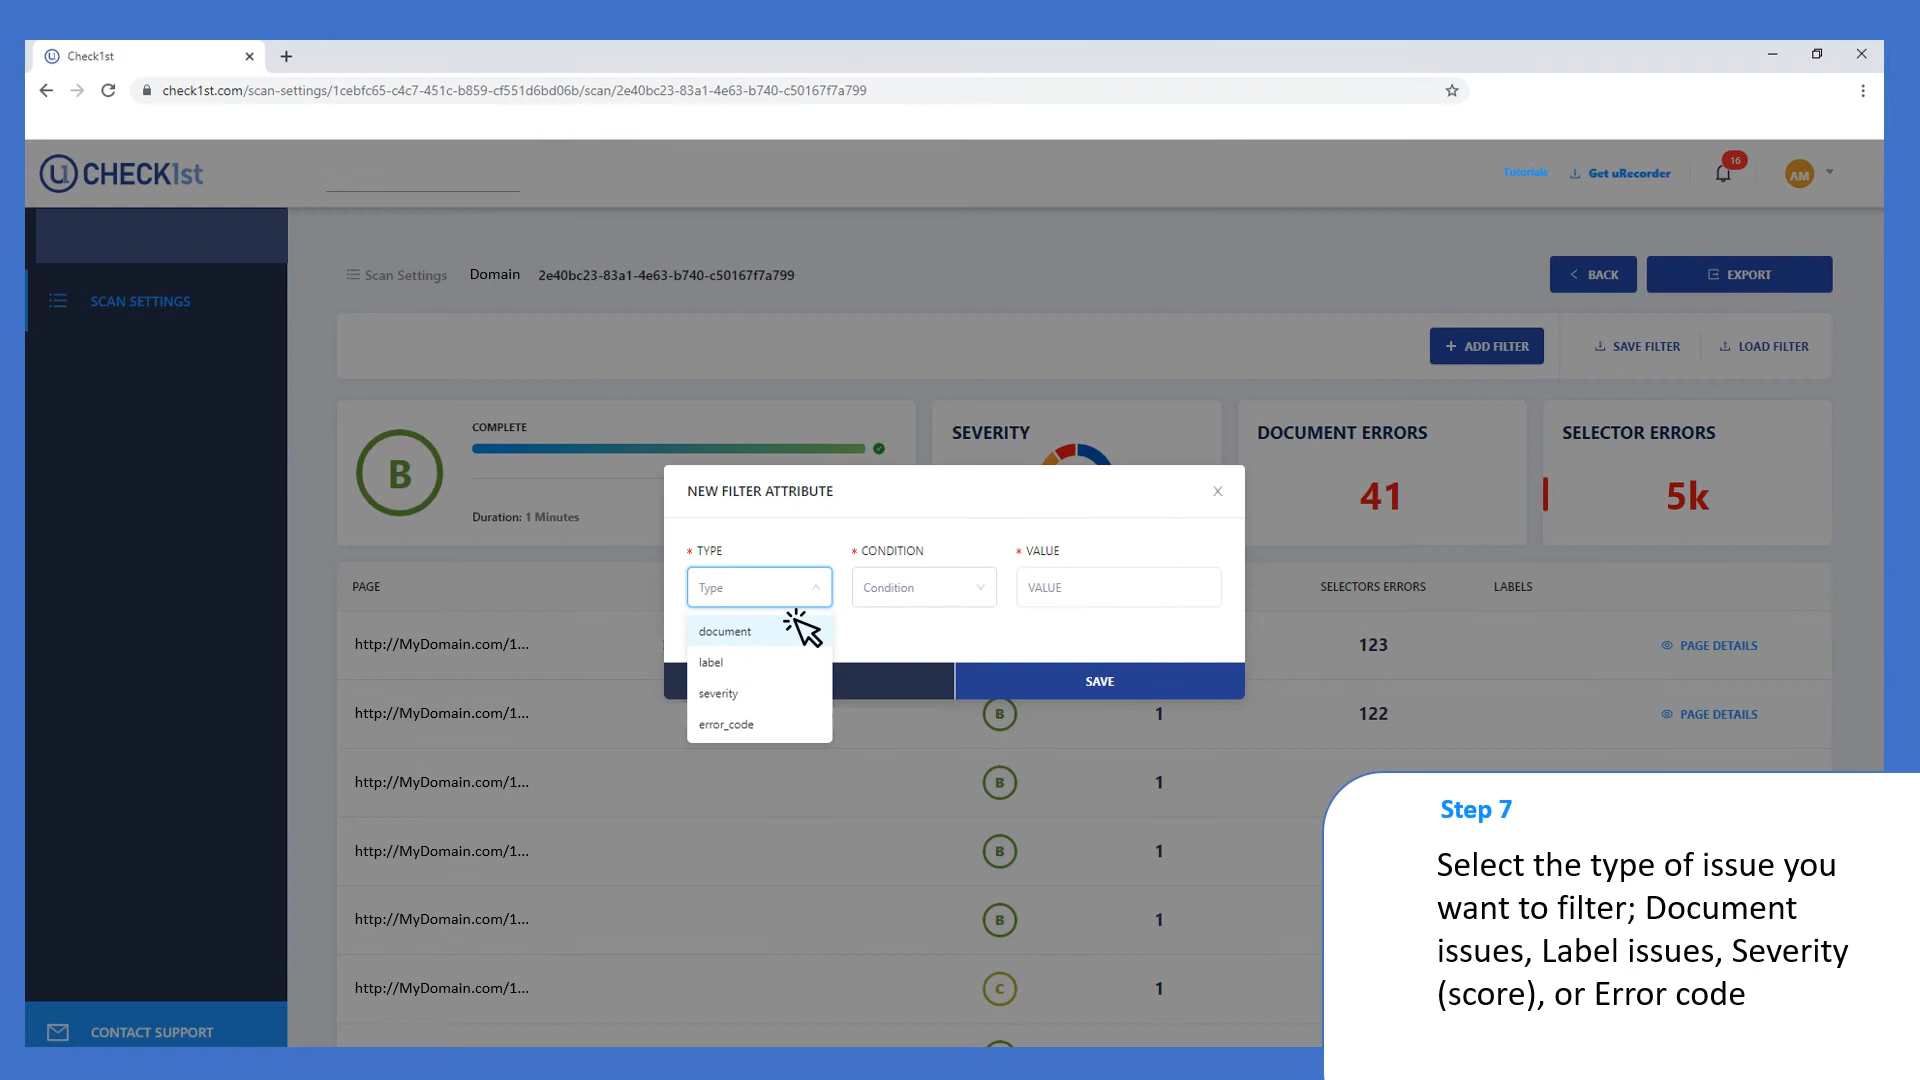 Check1st
check1st.com/scan-settings/1cebfc65-c4c7-451c-b859-cf551d6bd06b/scan/2e40bc23-83a1-4e63-b740-c50167f7a799
CHECK1st
Tutorials
Get uRecorder
16
AM
SCAN SETTINGS
Scan Settings Domain 2e40bc23-83a1-4e63-b740-c50167f7a799
BACK
EXPORT
ADD FILTER
SAVE FILTER
LOAD FILTER
B
COMPLETE
Duration: 1 Minutes
SEVERITY
DOCUMENT ERRORS
41
SELECTOR ERRORS
5k
NEW FILTER ATTRIBUTE
* TYPE
* CONDITION
* VALUE
Type
Condition
VALUE
document
label
severity
error_code
SAVE
PAGE
SELECTORS ERRORS
LABELS
http://MyDomain.com/1...
123
PAGE DETAILS
http://MyDomain.com/1...
B
1
122
PAGE DETAILS
http://MyDomain.com/1...
B
1
http://MyDomain.com/1...
B
1
http://MyDomain.com/1...
B
1
http://MyDomain.com/1...
C
1
CONTACT SUPPORT
Step 7
Select the type of issue you
want to filter; Document
issues, Label issues, Severity
(score), or Error code